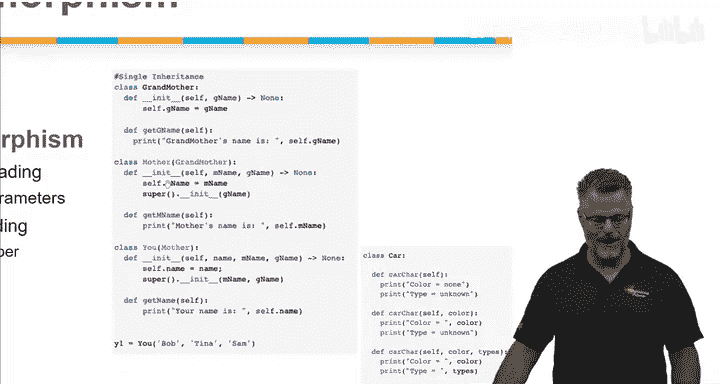 rphism
#Single Inheritance
class GrandMother:
def __init__(self, gName) -> None:
self.gName = gName
def getGName(self):
print("GrandMother's name is: ", self.gName)
class Mother(GrandMother):
def __init__(self, mName, gName) -> None:
self.mName = mName
super().__init__(gName)
def getMName(self):
print("Mother's name is: ", self.mName)
class You(Mother):
def __init__(self, name, mName, gName) -> None:
self.name = name;
super().__init__(mName, gName)
def getName(self):
print("Your name is: ", self.name)
y1 = You('Bob', 'Tina', 'Sam')
rphism
ading
rameters
ding
per
class Car:
def carChar(self):
print("Color = none")
print("Type = unknown")
def carChar(self, color):
print("Color = ", color)
print("Type = unknown")
def carChar(self, color, types):
print("Color = ", color)
print("Type = ", types)